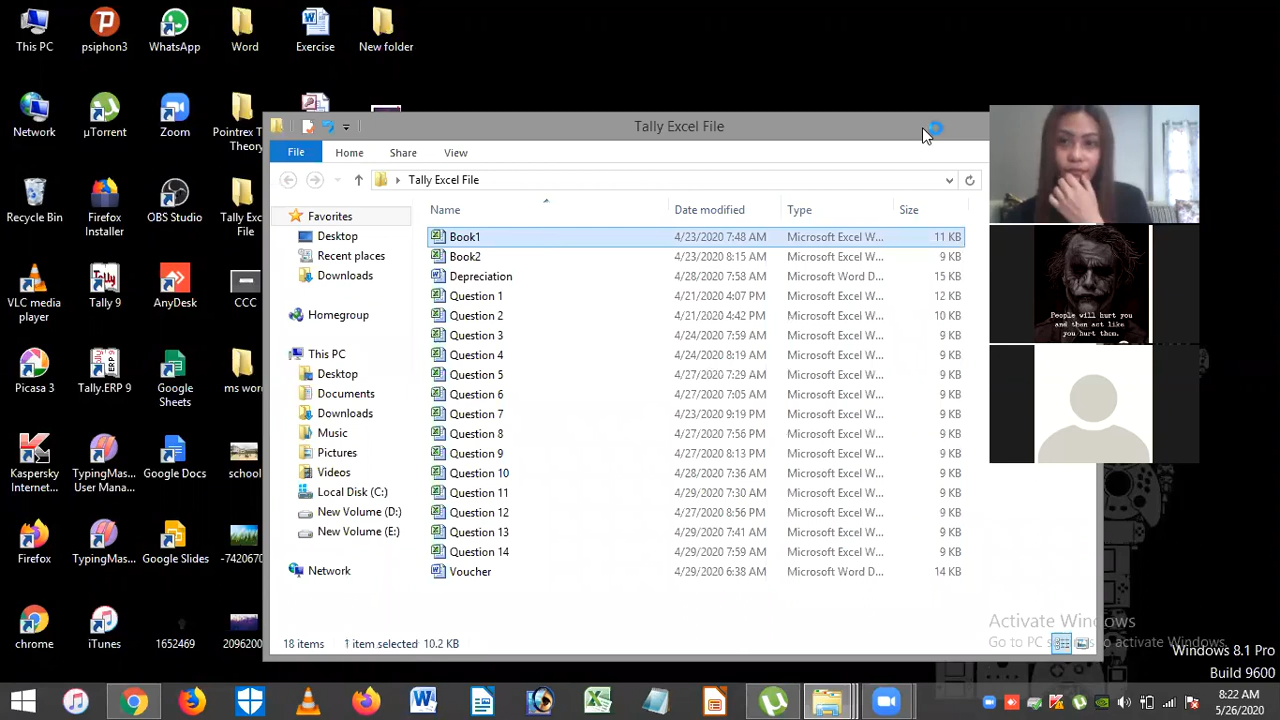 This PC
psiphon3
WhatsApp
Word
Exercise
New folder
Network
µTorrent
Zoom
Pointrex T
Theory
Recycle Bin
Firefox
Installer
OBS Studio
Tally Ex
File
VLC media
player
Tally 9
AnyDesk
CCC
Picasa 3
Tally.ERP 9
Google
Sheets
ms wor
Kaspersky
Internet...
TypingMas...
User Mana...
Google Docs
school
Firefox
TypingMas...
Google Slides
-7420670
chrome
iTunes
1652469
2096200
Tally Excel File
File
Home
Share
View
Tally Excel File
Name
Date modified
Type
Size
Favorites
Desktop
Recent places
Downloads
Homegroup
This PC
Desktop
Documents
Downloads
Music
Pictures
Videos
Local Disk (C:)
New Volume (D:)
New Volume (E:)
Network
Book1 4/23/2020 7:48 AM Microsoft Excel W... 11 KB
Book2 4/23/2020 8:15 AM Microsoft Excel W... 9 KB
Depreciation 4/28/2020 7:58 AM Microsoft Word D... 15 KB
Question 1 4/21/2020 4:07 PM Microsoft Excel W... 12 KB
Question 2 4/21/2020 4:42 PM Microsoft Excel W... 10 KB
Question 3 4/24/2020 7:59 AM Microsoft Excel W... 9 KB
Question 4 4/24/2020 8:19 AM Microsoft Excel W... 9 KB
Question 5 4/27/2020 7:29 AM Microsoft Excel W... 9 KB
Question 6 4/27/2020 7:05 AM Microsoft Excel W... 9 KB
Question 7 4/23/2020 9:19 PM Microsoft Excel W... 9 KB
Question 8 4/27/2020 7:56 PM Microsoft Excel W... 9 KB
Question 9 4/27/2020 8:13 PM Microsoft Excel W... 9 KB
Question 10 4/28/2020 7:36 AM Microsoft Excel W... 9 KB
Question 11 4/29/2020 7:30 AM Microsoft Excel W... 9 KB
Question 12 4/27/2020 8:56 PM Microsoft Excel W... 9 KB
Question 13 4/29/2020 7:41 AM Microsoft Excel W... 9 KB
Question 14 4/29/2020 7:59 AM Microsoft Excel W... 9 KB
Voucher 4/29/2020 6:38 AM Microsoft Word D... 14 KB
18 items 1 item selected 10.2 KB
People will hurt you
and then act like
you hurt them.
Activate Windows
Go to PC settings to activate Windows.
Windows 8.1 Pro
Build 9600
8:22 AM
5/26/2020